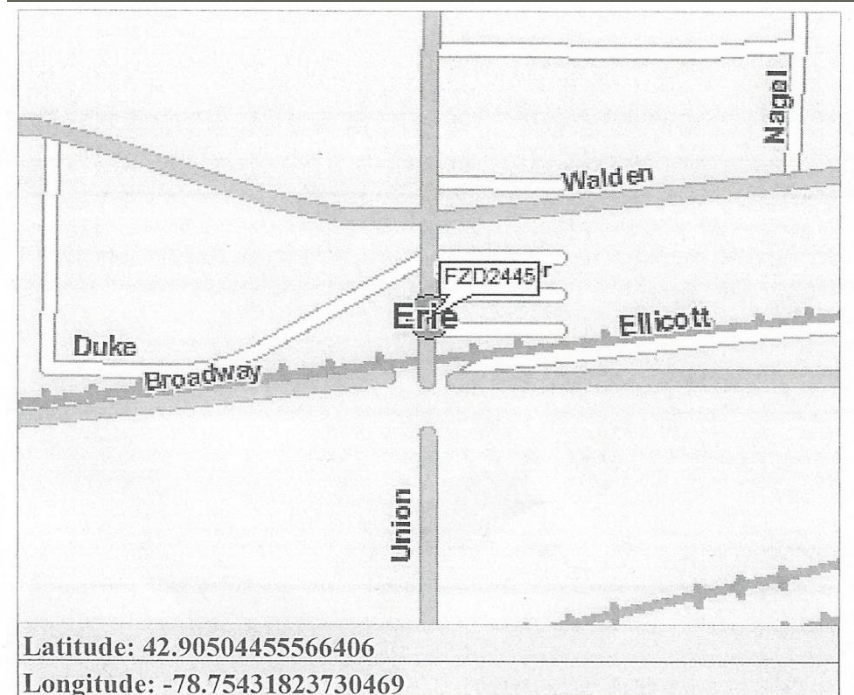 Nagel
Walden
FZD2445
r
Erie
Ellicott
Duke
Broadway
Union
Latitude: 42.90504455566406
Longitude: -78.75431823730469